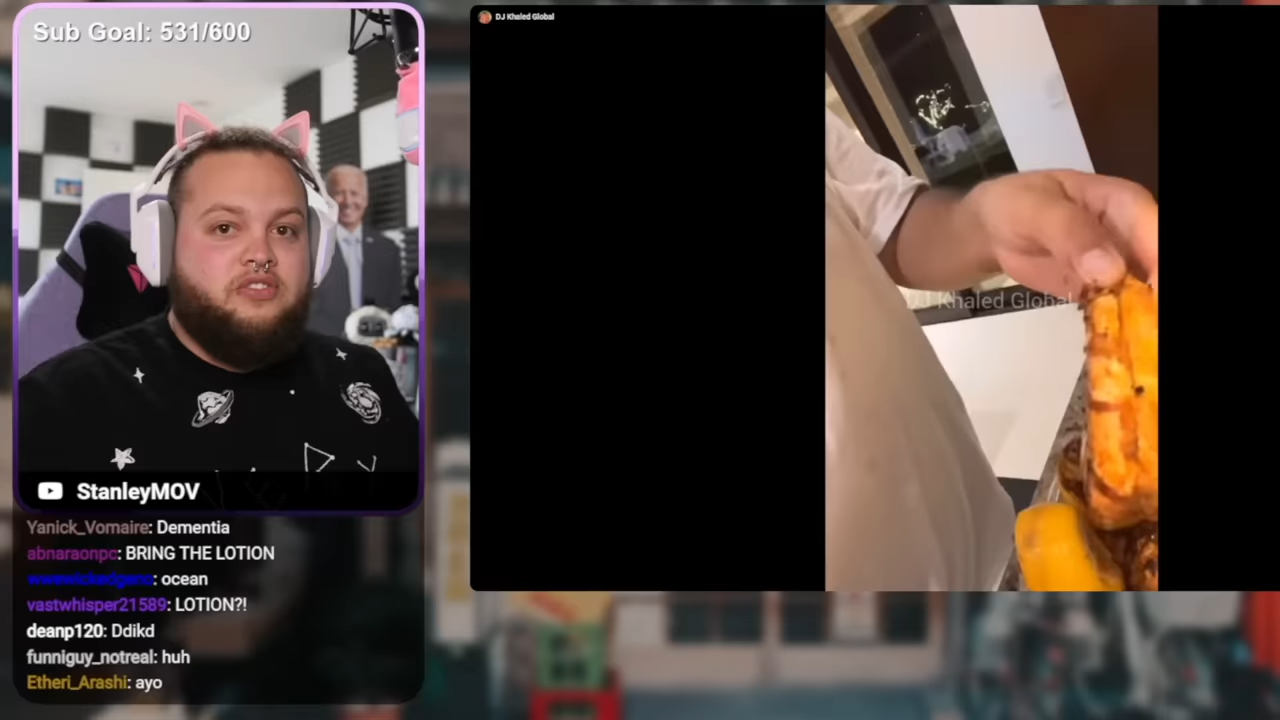 Sub Goal: 531/600
StanleyMOV
Yanick_Vomaire: Dementia
abnaraonpc: BRING THE LOTION
: ocean
vastwhisper21589: LOTION?!
deanp120: Ddikd
funniguy_notreal: huh
Etheri_Arashi: ayo
DJ Khaled Global
DJ Khaled Global